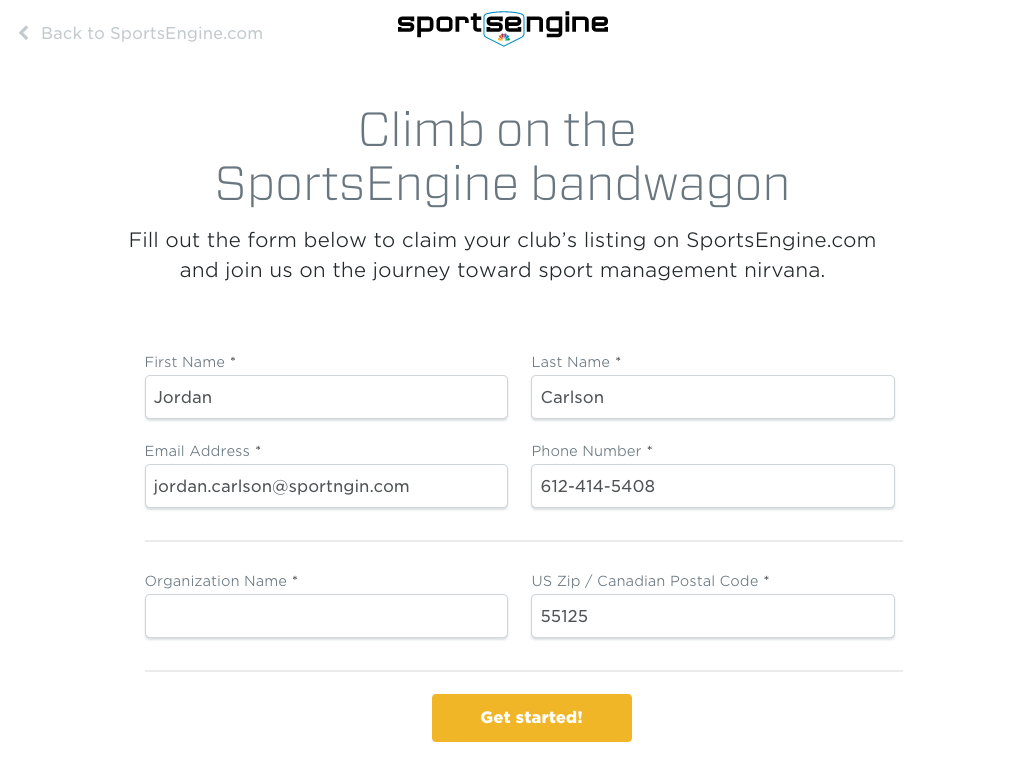 Back to SportsEngine.com
sportsengine
Climb on the
SportsEngine bandwagon
Fill out the form below to claim your club’s listing on SportsEngine.com
and join us on the journey toward sport management nirvana.
First Name *
Last Name *
Jordan
Carlson
Email Address *
Phone Number *
jordan.carlson@sportngin.com
612-414-5408
Organization Name *
US Zip / Canadian Postal Code *
55125
Get started!